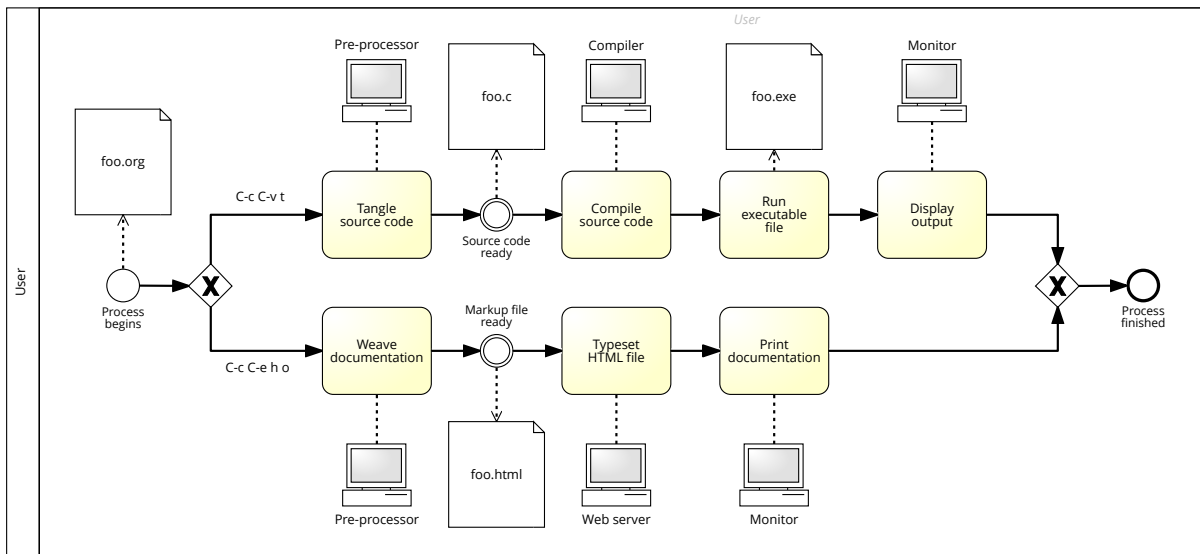 User
User
Pre-processor
Compiler
Monitor
foo.org
foo.c
foo.exe
C-c C-v t
Tangle
source code
Source code
ready
Compile
source code
Run
executable
file
Display
output
Process
begins
X
X
Process
finished
C-c C-e h o
Weave
documentation
Markup file
ready
Typeset
HTML file
Print
documentation
foo.html
Pre-processor
Web server
Monitor